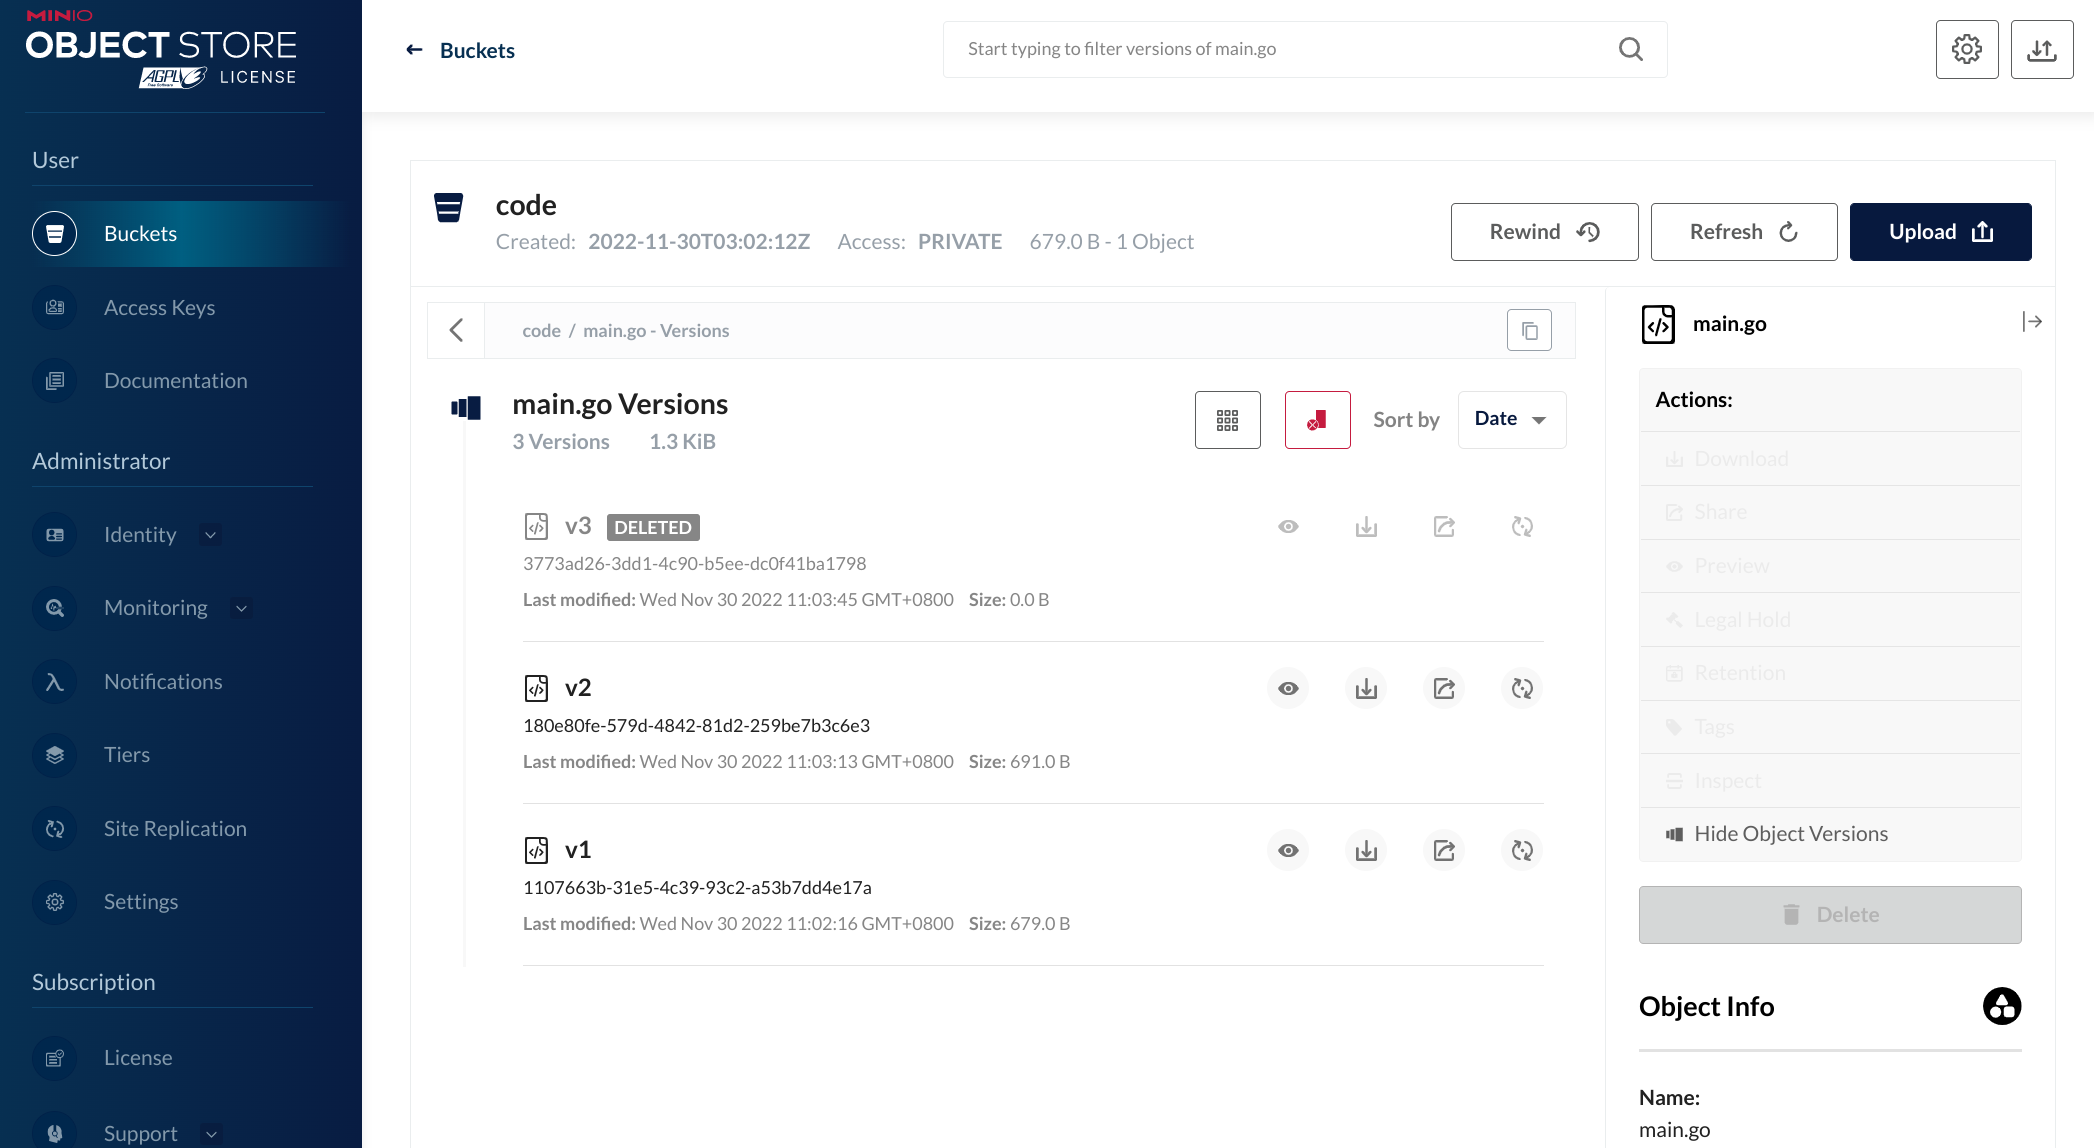 MINIO
OBJECT STORE
AGPLv3 LICENSE
Free Software
User
Buckets
Access Keys
Documentation
Administrator
Identity
Monitoring
Notifications
Tiers
Site Replication
Settings
Subscription
License
Support
Buckets
Start typing to filter versions of main.go
code
Created: 2022-11-30T03:02:12Z Access: PRIVATE 679.0 B - 1 Object
Rewind
Refresh
Upload
code / main.go - Versions
main.go Versions
3 Versions 1.3 KiB
Sort by Date
v3 DELETED
3773ad26-3dd1-4c90-b5ee-dc0f41ba1798
Last modified: Wed Nov 30 2022 11:03:45 GMT+0800 Size: 0.0 B
v2
180e80fe-579d-4842-81d2-259be7b3c6e3
Last modified: Wed Nov 30 2022 11:03:13 GMT+0800 Size: 691.0 B
v1
1107663b-31e5-4c39-93c2-a53b7dd4e17a
Last modified: Wed Nov 30 2022 11:02:16 GMT+0800 Size: 679.0 B
main.go
Actions:
Download
Share
Preview
Legal Hold
Retention
Tags
Inspect
Hide Object Versions
Delete
Object Info
Name:
main.go